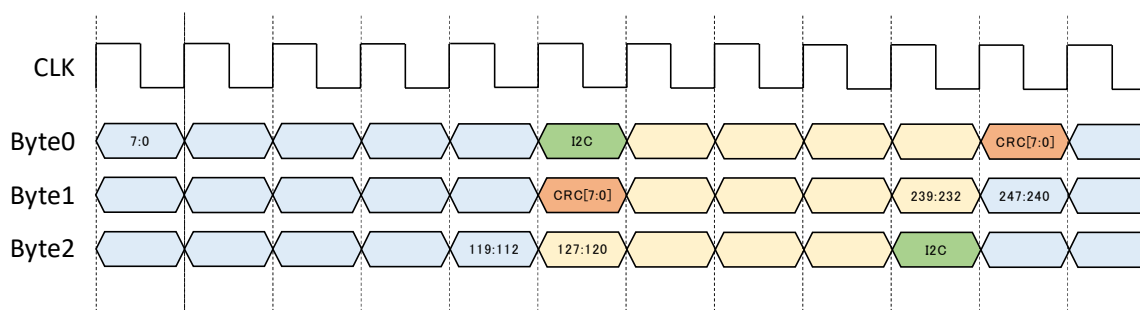 CLK
Byte0 7:0 I2C CRC[7:0]
Byte1 CRC[7:0] 239:232 247:240
Byte2 119:112 127:120 I2C